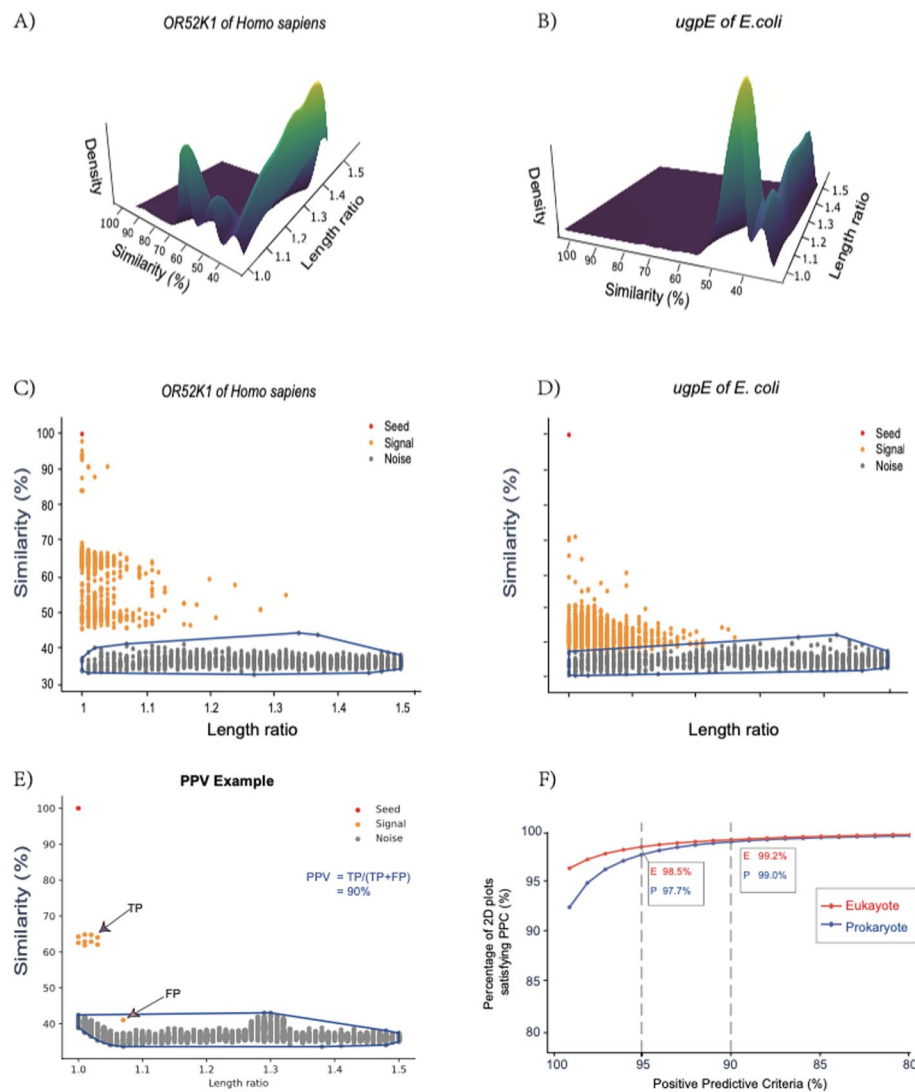 A)
OR52K1 of Homo sapiens
Density
100 90 80 70 60 50 40
Similarity (%)
1.0 1.1 1.2 1.3 1.4 1.5
Length ratio
B)
ugpE of E.coli
Density
100 90 80 70 60 50 40
Similarity (%)
1.0 1.1 1.2 1.3 1.4 1.5
Length ratio
C)
OR52K1 of Homo sapiens
Seed
Signal
Noise
Similarity (%)
100
90
80
70
60
50
40
30
1 1.1 1.2 1.3 1.4 1.5
Length ratio
D)
ugpE of E. coli
Seed
Signal
Noise
Similarity (%)
Length ratio
E)
PPV Example
Seed
Signal
Noise
PPV = TP/(TP+FP)
= 90%
TP
FP
Similarity (%)
100
90
80
70
60
50
40
1.0 1.1 1.2 1.3 1.4 1.5
Length ratio
F)
Percentage of 2D plots
satisfying PPC (%)
100
95
90
85
80
E 98.5%
P 97.7%
E 99.2%
P 99.0%
Eukayote
Prokaryote
100 95 90 85 80
Positive Predicive Criteria (%)